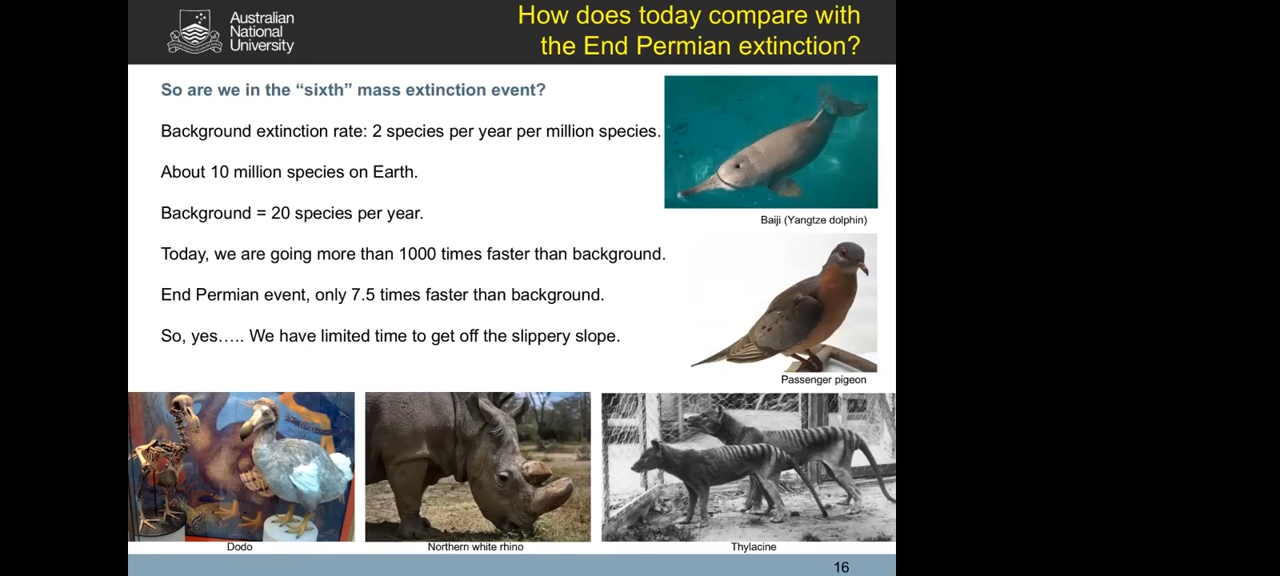 Australian
National
University
How does today compare with
the End Permian extinction?
So are we in the “sixth” mass extinction event?
Background extinction rate: 2 species per year per million species.
About 10 million species on Earth.
Background = 20 species per year.
Today, we are going more than 1000 times faster than background.
End Permian event, only 7.5 times faster than background.
So, yes….. We have limited time to get off the slippery slope.
Baiji (Yangtze dolphin)
Passenger pigeon
Dodo
Northern white rhino
Thylacine
16